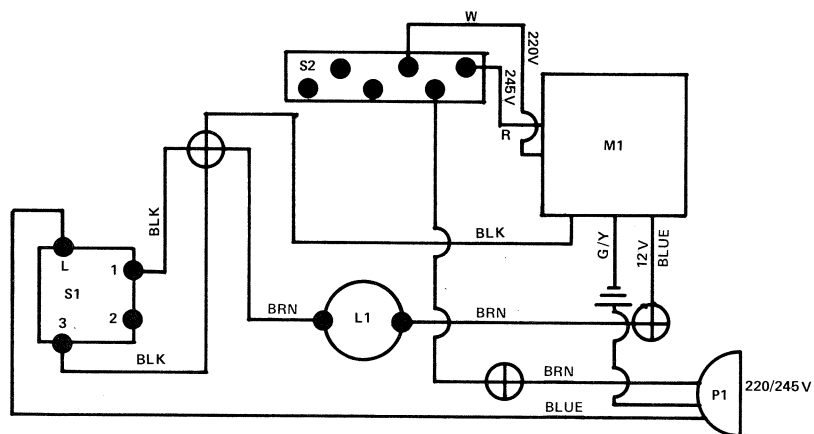 W
S2
220V
245V
R
M1
BLK
BLK
G/Y
12V
BLUE
L
1
S1
3
2
BRN
L1
BRN
BLK
BRN
P1
220/245V
BLUE